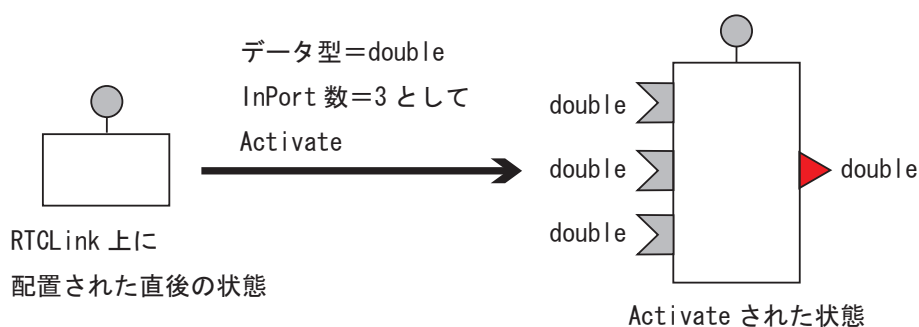 データ型＝double
InPort 数＝3 として
Activate
RTCLink 上に
配置された直後の状態
double
double
double
double
Activate された状態